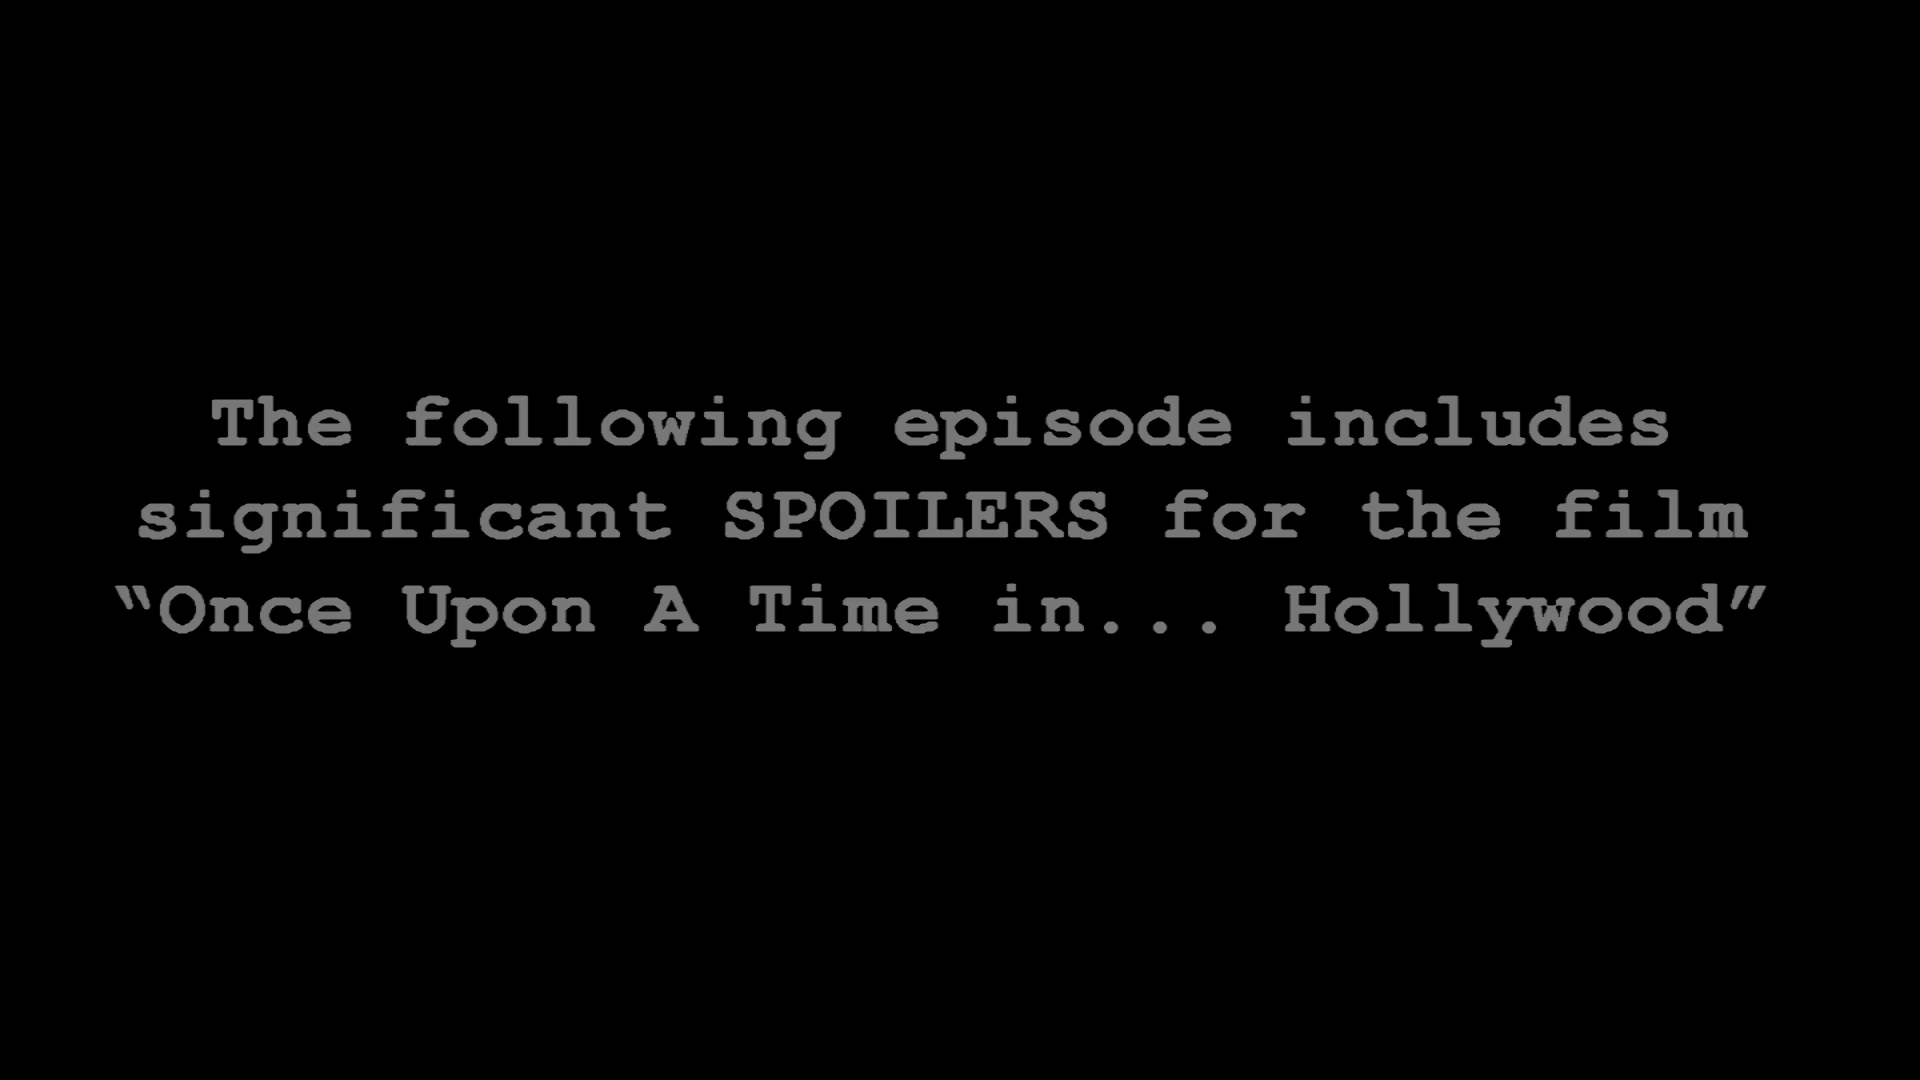 The following episode includes
significant SPOILERS for the film
“Once Upon A Time in... Hollywood”